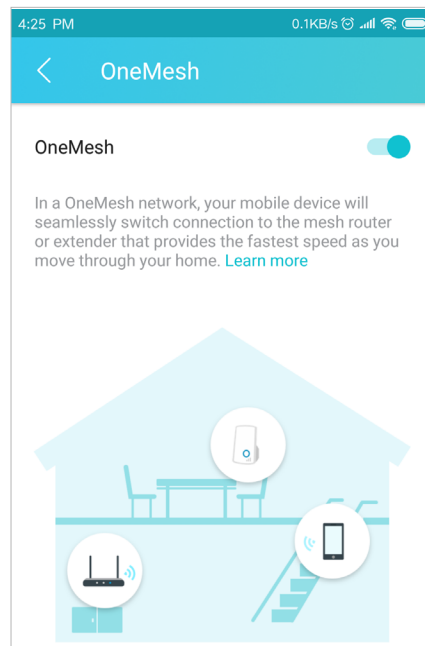 4:25 PM 0.1KB/s
OneMesh
OneMesh
In a OneMesh network, your mobile device will
seamlessly switch connection to the mesh router
or extender that provides the fastest speed as you
move through your home. Learn more